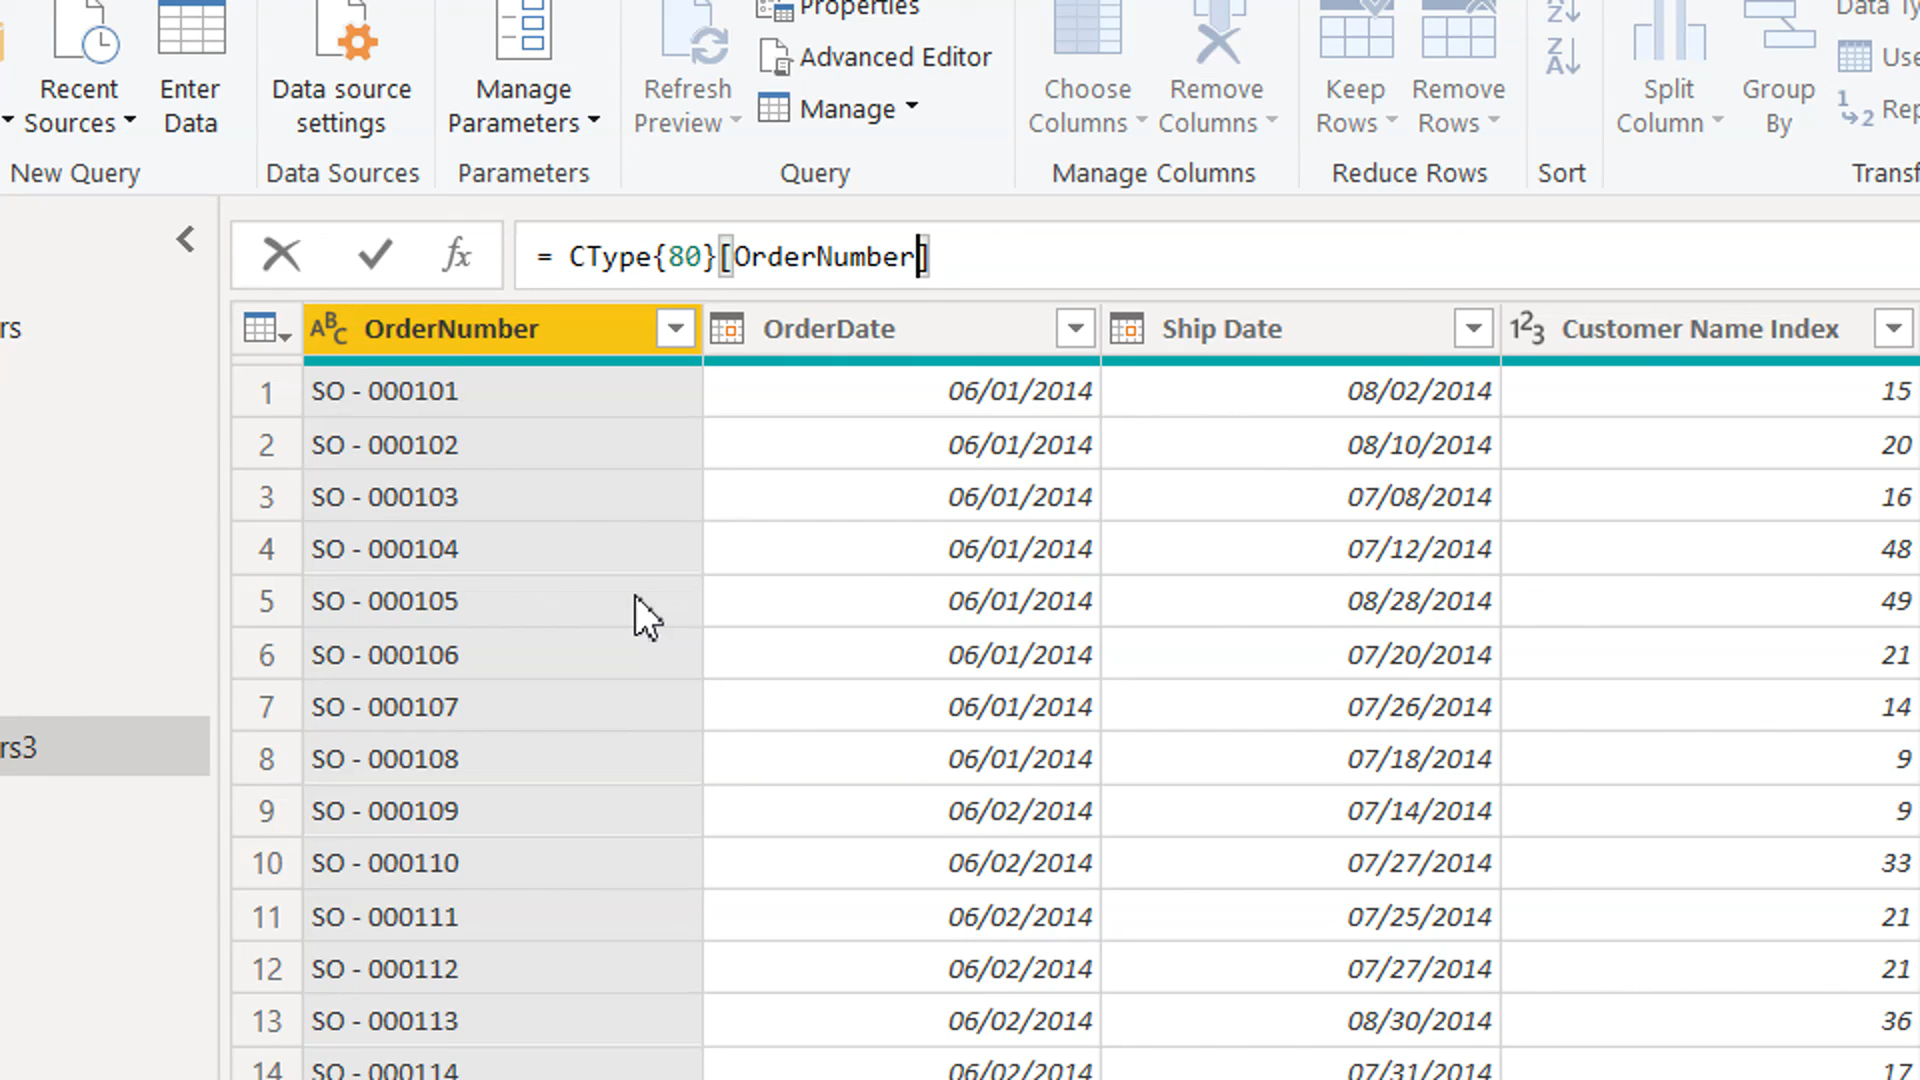 Properties
Data Ty
Recent Sources
Enter Data
Data source settings
Manage Parameters
Refresh Preview
Advanced Editor
Manage
Choose Columns
Remove Columns
Keep Rows
Remove Rows
Split Column
Group By
Use
Rep
New Query
Data Sources
Parameters
Query
Manage Columns
Reduce Rows
Sort
Transf
fx = CType{80}[OrderNumber]
rs
rs3
ABC OrderNumber OrderDate Ship Date 123 Customer Name Index
1 SO - 000101 06/01/2014 08/02/2014 15
2 SO - 000102 06/01/2014 08/10/2014 20
3 SO - 000103 06/01/2014 07/08/2014 16
4 SO - 000104 06/01/2014 07/12/2014 48
5 SO - 000105 06/01/2014 08/28/2014 49
6 SO - 000106 06/01/2014 07/20/2014 21
7 SO - 000107 06/01/2014 07/26/2014 14
8 SO - 000108 06/01/2014 07/18/2014 9
9 SO - 000109 06/02/2014 07/14/2014 9
10 SO - 000110 06/02/2014 07/27/2014 33
11 SO - 000111 06/02/2014 07/25/2014 21
12 SO - 000112 06/02/2014 07/27/2014 21
13 SO - 000113 06/02/2014 08/30/2014 36
14 SO - 000114 06/02/2014 07/31/2014 17